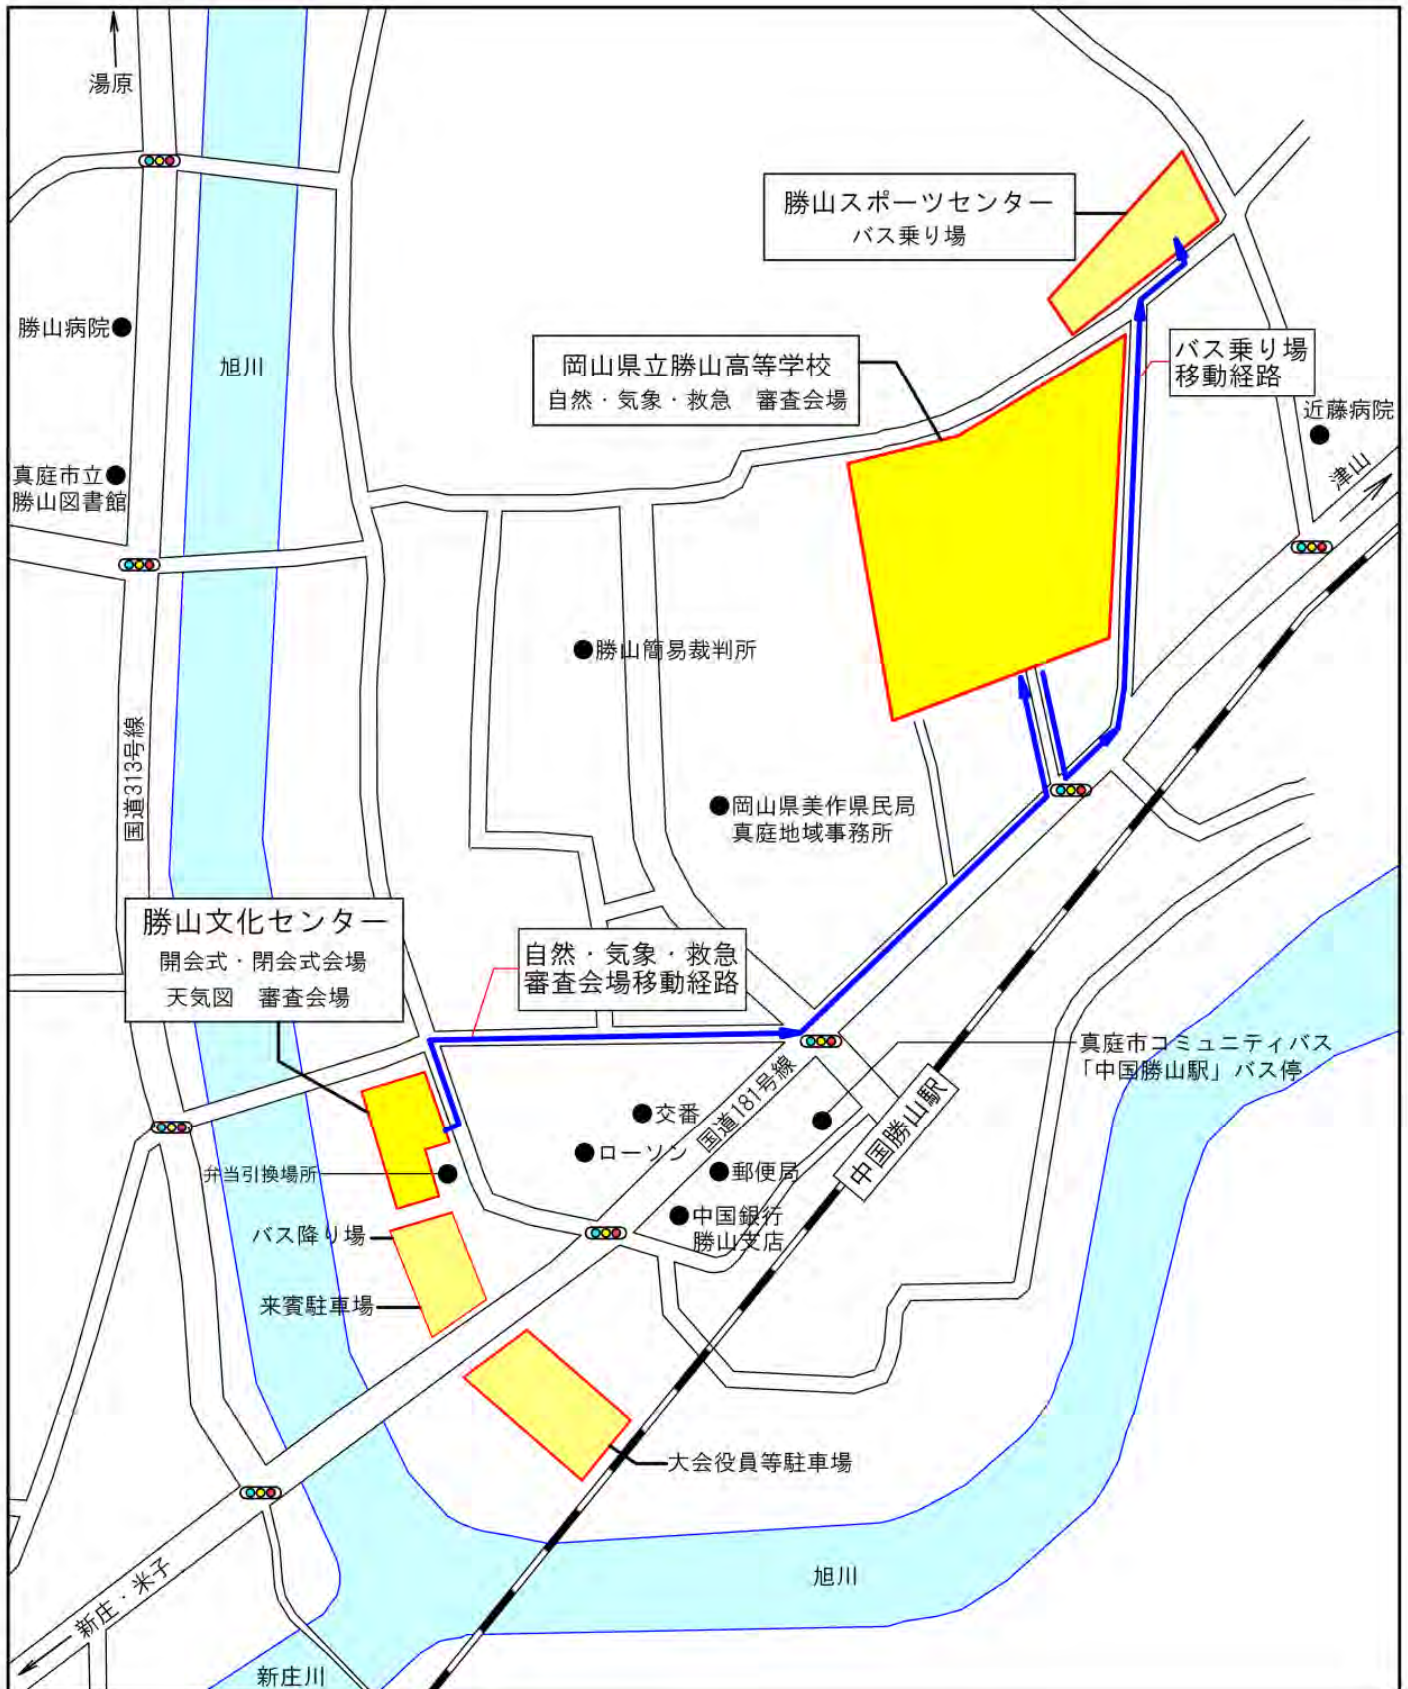 湯原
勝山スポーツセンター
バス乗り場
勝山病院
旭川
岡山県立勝山高等学校
自然・気象・救急　審査会場
バス乗り場
移動経路
近藤病院
津山
真庭市立
勝山図書館
勝山簡易裁判所
国道313号線
岡山県美作県民局
真庭地域事務所
勝山文化センター
開会式・閉会式会場
天気図　審査会場
自然・気象・救急
審査会場移動経路
真庭市コミュニティバス
「中国勝山駅」バス停
国道181号線
中国勝山駅
交番
ローソン
郵便局
弁当引換場所
中国銀行
勝山支店
バス降り場
来賓駐車場
大会役員等駐車場
旭川
新庄・米子
新庄川